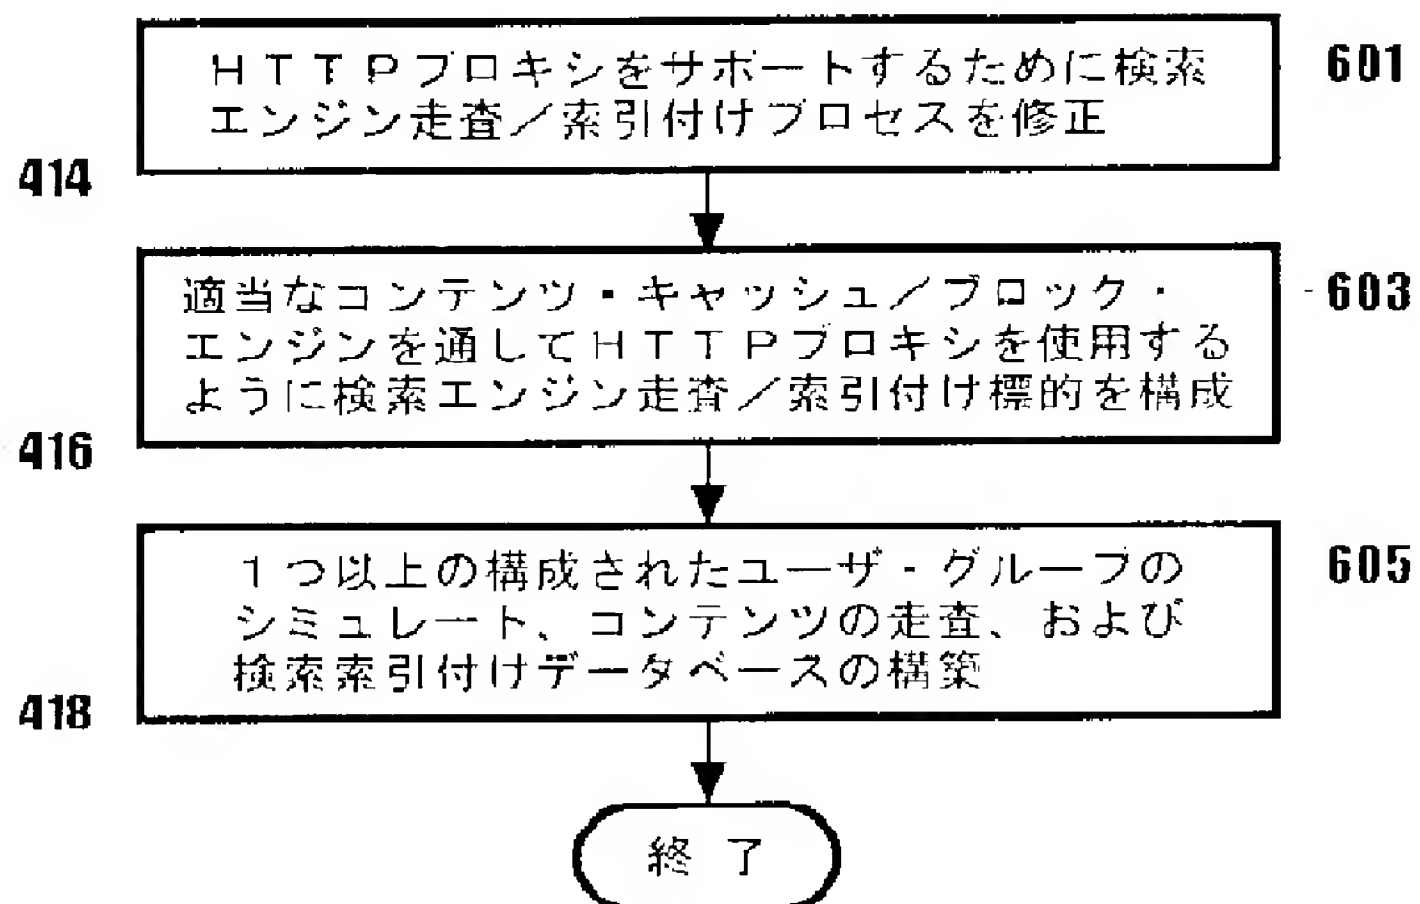 HTTPプロキシをサポートするために検索
エンジン走査/索引付けプロセスを修正
601
414
適当なコンテンツ・キャッシュ/ブロック・
エンジンを通してHTTPプロキシを使用する
ように検索エンジン走査/索引付け標的を構成
603
416
1つ以上の構成されたユーザ・グループの
シミュレート、コンテンツの走査、および
検索索引付けデータベースの構築
605
418
終了